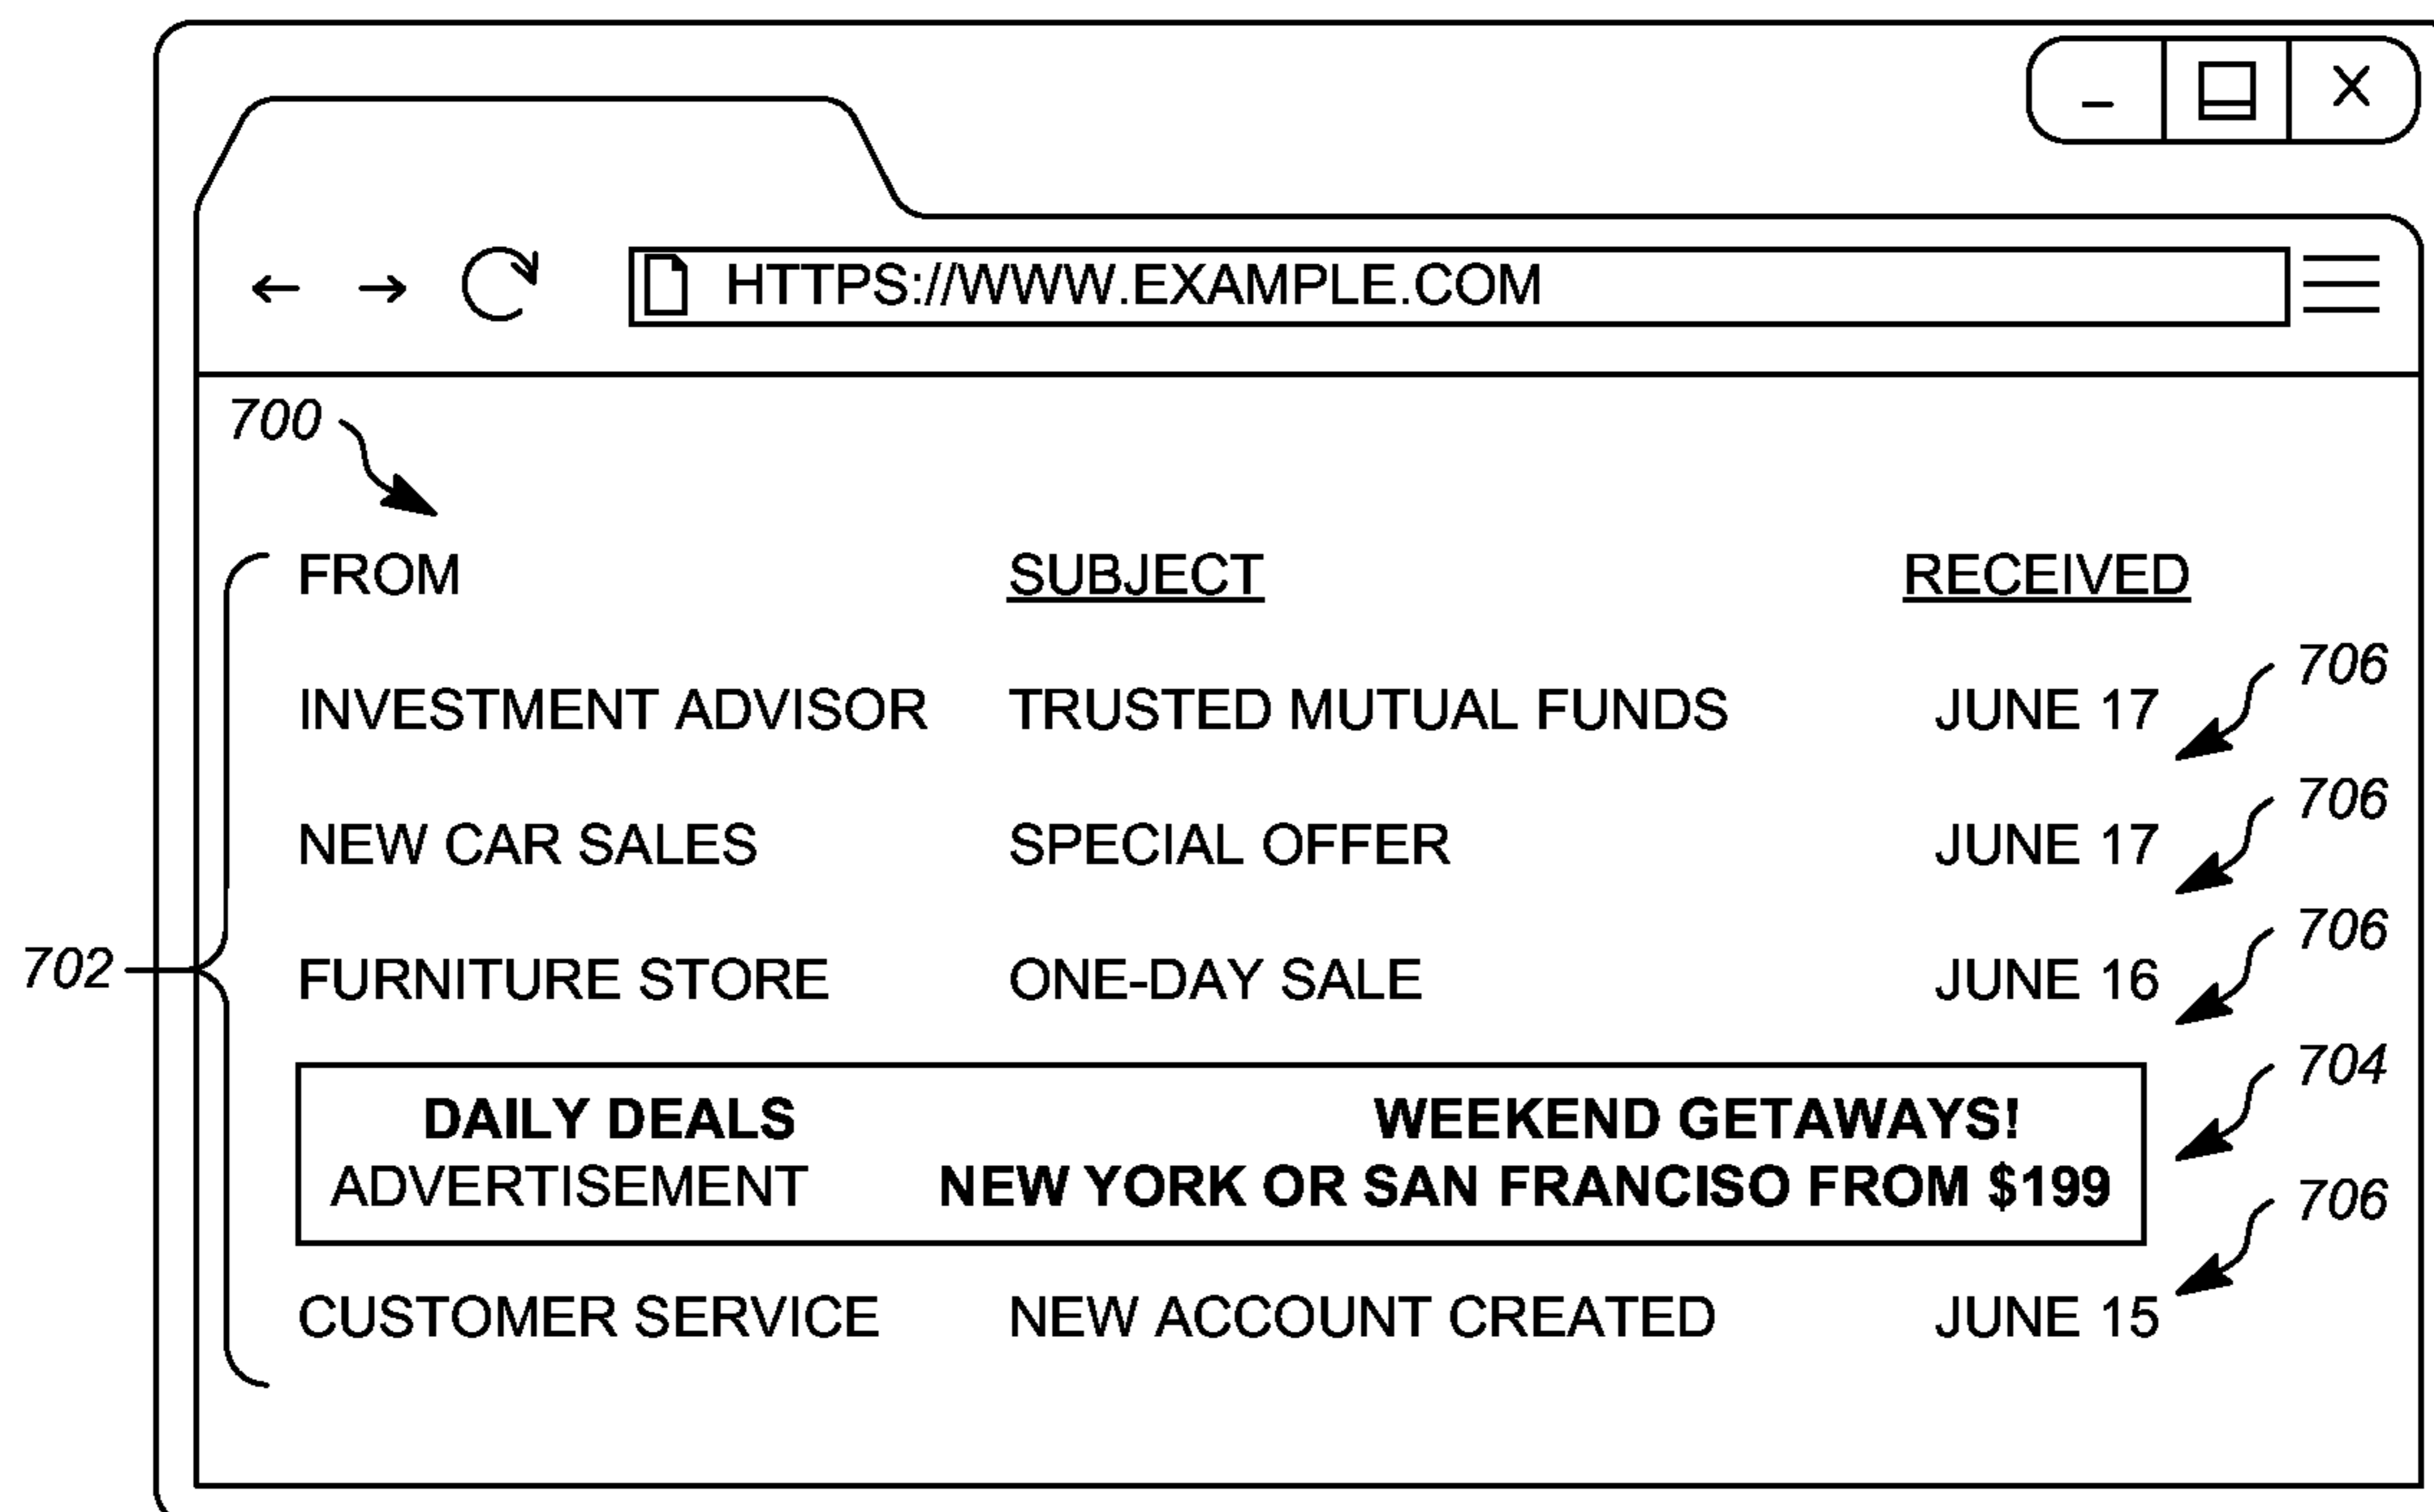 HTTPS://WWW.EXAMPLE.COM
700
FROM SUBJECT RECEIVED
706
INVESTMENT ADVISOR TRUSTED MUTUAL FUNDS JUNE 17
706
NEW CAR SALES SPECIAL OFFER JUNE 17
706
702 FURNITURE STORE ONE-DAY SALE JUNE 16
704
DAILY DEALS WEEKEND GETAWAYS!
ADVERTISEMENT NEW YORK OR SAN FRANCISO FROM $199
706
CUSTOMER SERVICE NEW ACCOUNT CREATED JUNE 15